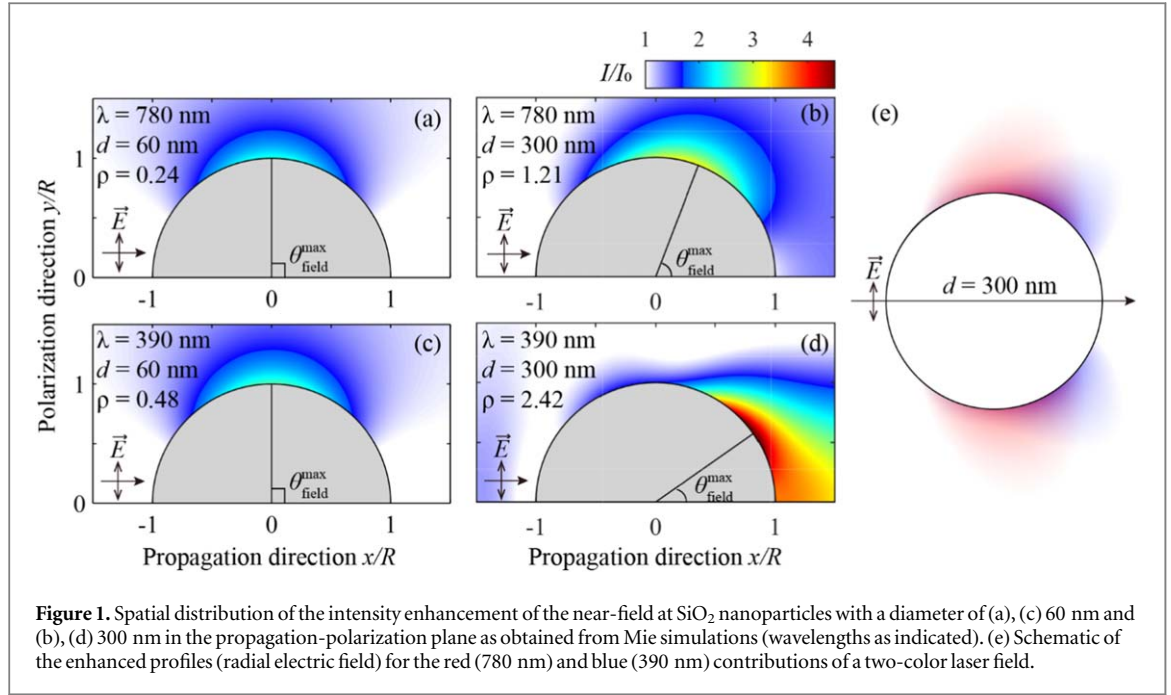 1 2 3 4
I/I₀
λ = 780 nm
d = 60 nm
ρ = 0.24
(a)
E⃗
θ^max_field
1
0
-1 0 1
λ = 780 nm
d = 300 nm
ρ = 1.21
(b)
E⃗
θ^max_field
-1 0 1
(e)
E⃗
d = 300 nm
Polarization direction y/R
λ = 390 nm
d = 60 nm
ρ = 0.48
(c)
E⃗
θ^max_field
1
0
-1 0 1
Propagation direction x/R
λ = 390 nm
d = 300 nm
ρ = 2.42
(d)
E⃗
θ^max_field
-1 0 1
Propagation direction x/R
Figure 1. Spatial distribution of the intensity enhancement of the near-field at SiO₂ nanoparticles with a diameter of (a), (c) 60 nm and
(b), (d) 300 nm in the propagation-polarization plane as obtained from Mie simulations (wavelengths as indicated). (e) Schematic of
the enhanced profiles (radial electric field) for the red (780 nm) and blue (390 nm) contributions of a two-color laser field.